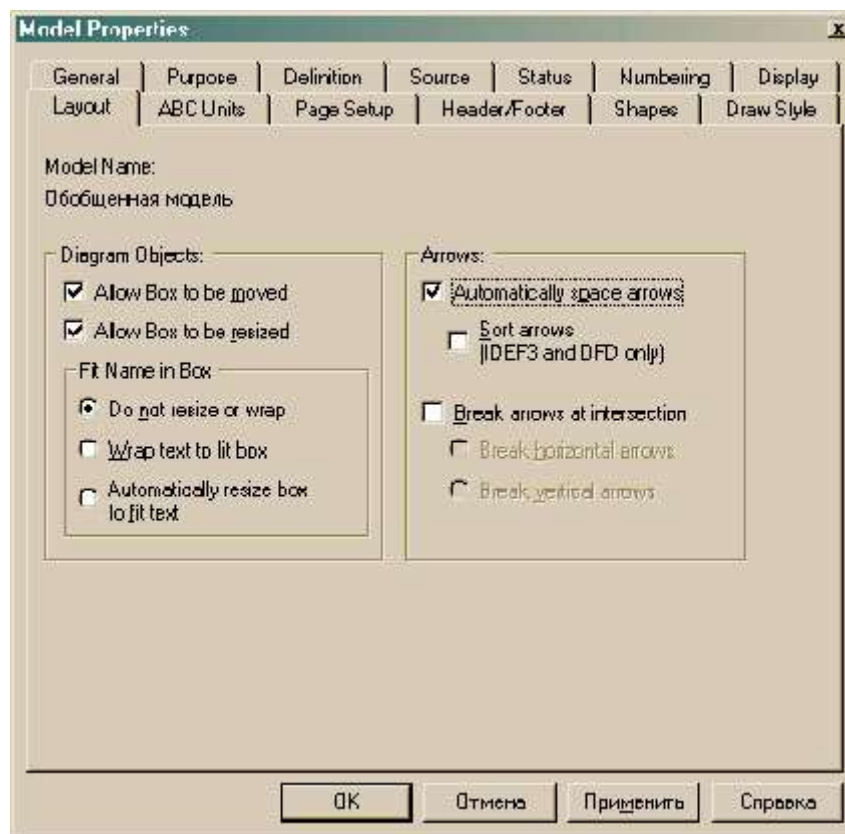 Model Properties
General Purpose Definition Source Status Numbering Display
Layout ABC Units Page Setup Header/Footer Shapes Draw Style
Model Name:
Обобщенная модель
Diagram Objects:
Allow Box to be moved
Allow Box to be resized
Fit Name in Box
Do not resize or wrap
Wrap text to fit box
Automatically resize box
to fit text
Arrows:
Automatically space arrows
Sort arrows
(IDEF3 and DFD only)
Break arrows at intersection
Break horizontal arrows
Break vertical arrows
OK Отмена Применить Справка